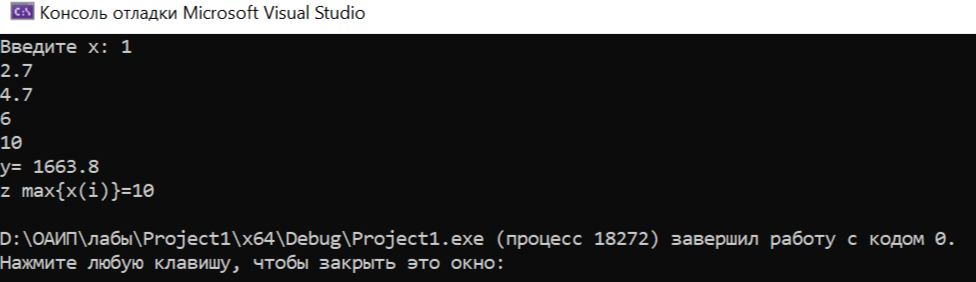 Консоль отладки Microsoft Visual Studio
Введите x: 1
2.7
4.7
6
10
y= 1663.8
z max{x(i)}=10
D:\ОАИП\лабы\Project1\x64\Debug\Project1.exe (процесс 18272) завершил работу с кодом 0.
Нажмите любую клавишу, чтобы закрыть это окно: